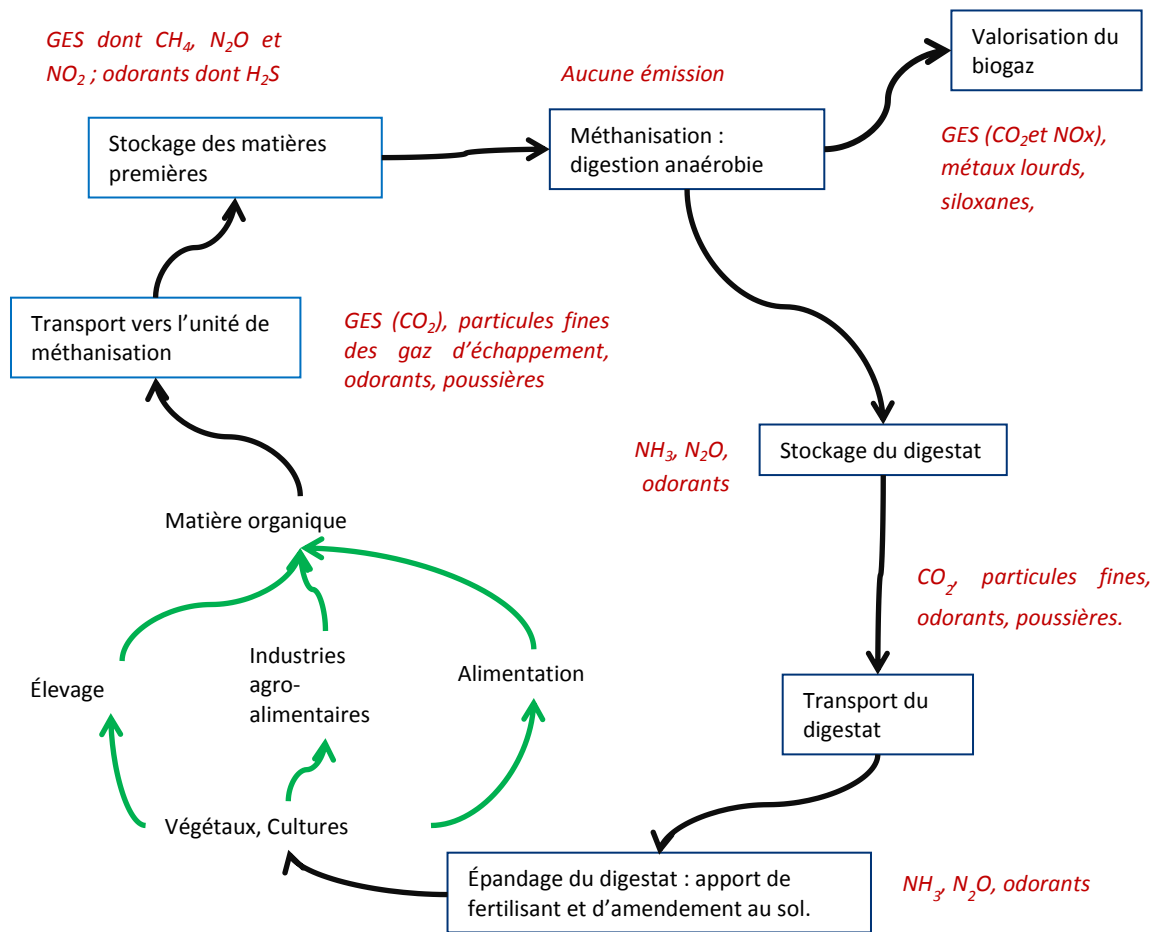 GES dont CH₄, N₂O et
NO₂ ; odorants dont H₂S
Aucune émission
Valorisation du
biogaz
Stockage des matières
premières
Méthanisation :
digestion anaérobie
GES (CO₂et NOx),
métaux lourds,
siloxanes,
Transport vers l’unité de
méthanisation
GES (CO₂), particules fines
des gaz d’échappement,
odorants, poussières
NH₃, N₂O,
odorants
Stockage du digestat
Matière organique
CO₂, particules fines,
odorants, poussières.
Élevage
Industries
agro-
alimentaires
Alimentation
Transport du
digestat
Végétaux, Cultures
Épandage du digestat : apport de
fertilisant et d’amendement au sol.
NH₃, N₂O, odorants